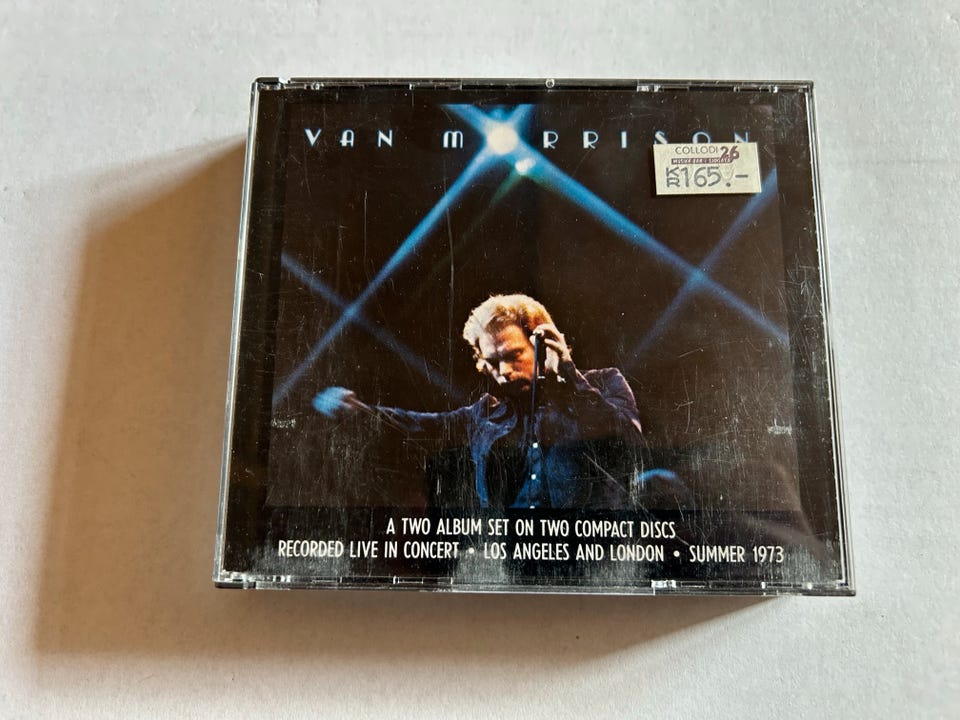 VAN MORRISON
COLLODI 26
KR 165.-
A TWO ALBUM SET ON TWO COMPACT DISCS
RECORDED LIVE IN CONCERT • LOS ANGELES AND LONDON • SUMMER 1973